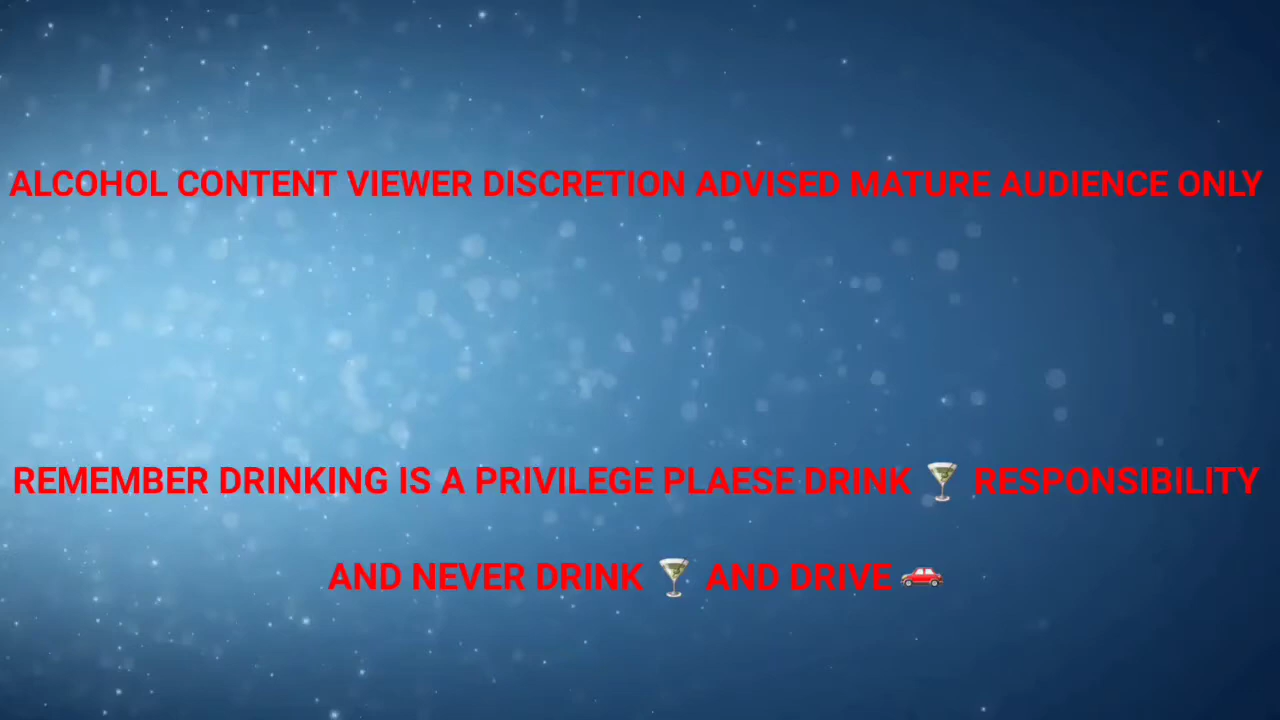 ALCOHOL CONTENT VIEWER DISCRETION ADVISED MATURE AUDIENCE ONLY
REMEMBER DRINKING IS A PRIVILEGE PLAESE DRINK 🍸 RESPONSIBILITY
AND NEVER DRINK 🍸 AND DRIVE 🚗